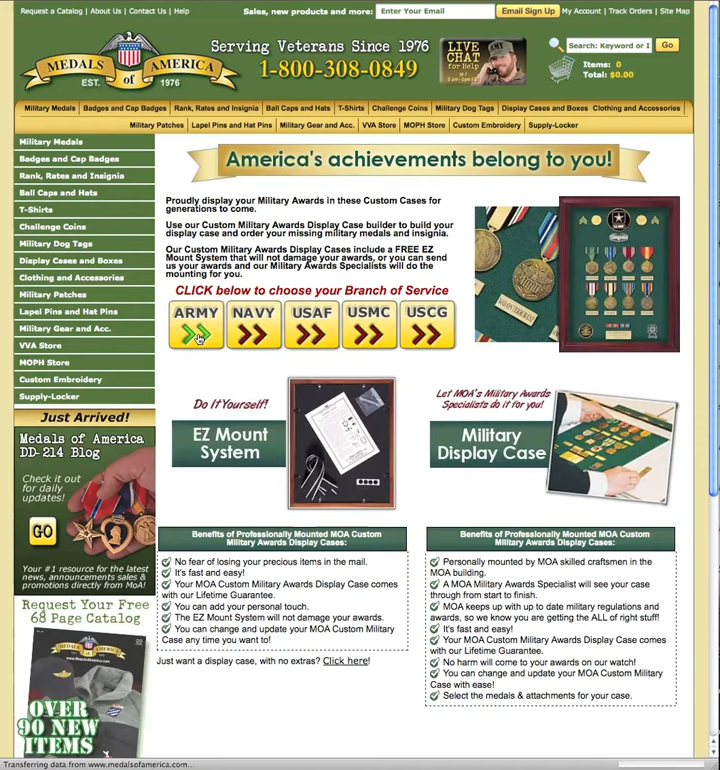 Request a Catalog | About Us | Contact Us | Help
Sales, new products and more: Enter Your Email Email Sign Up My Account | Track Orders | Site Map
MEDALS of AMERICA
EST. 1976
Serving Veterans Since 1976
1-800-308-0849
LIVE CHAT
for Help
ARMY
Search: Keyword or I Go
Items: 0
Total: $0.00
Military Medals | Badges and Cap Badges | Rank, Rates and Insignia | Ball Caps and Hats | T-Shirts | Challenge Coins | Military Dog Tags | Display Cases and Boxes Clothing and Accessories
Military Patches | Lapel Pins and Hat Pins | Military Gear and Acc. | VVA Store | MOPH Store | Custom Embroidery | Supply-Locker
Military Medals
Badges and Cap Badges
Rank, Rates and Insignia
Ball Caps and Hats
T-Shirts
Challenge Coins
Military Dog Tags
Display Cases and Boxes
Clothing and Accessories
Military Patches
Lapel Pins and Hat Pins
Military Gear and Acc.
VVA Store
MOPH Store
Custom Embroidery
Supply-Locker
Just Arrived!
Medals of America
DD-214 Blog
Check it out
for daily
updates!
GO
Your #1 resource for the latest
news, announcements sales &
promotions directly from MoA!
Request Your Free
68 Page Catalog
MEDALS of AMERICA
OVER
90 NEW
ITEMS
America's achievements belong to you!
Proudly display your Military Awards in these Custom Cases for
generations to come.
Use our Custom Military Awards Display Case builder to build your
display case and order your missing military medals and insignia.
Our Custom Military Awards Display Cases include a FREE EZ
Mount System that will not damage your awards, or you can send
us your awards and our Military Awards Specialists will do the
mounting for you.
CLICK below to choose your Branch of Service
ARMY NAVY USAF USMC USCG
Do It Yourself!
EZ Mount
System
Let MOA's Military Awards
Specialists do it for you!
Military
Display Case
Benefits of Professionally Mounted MOA Custom
Military Awards Display Cases:
No fear of losing your precious items in the mail.
It's fast and easy!
Your MOA Custom Military Awards Display Case comes
with our Lifetime Guarantee.
You can add your personal touch.
The EZ Mount System will not damage your awards.
You can change and update your MOA Custom Military
Case any time you want to!
Just want a display case, with no extras? Click here!
Benefits of Professionally Mounted MOA Custom
Military Awards Display Cases:
Personally mounted by MOA skilled craftsmen in the
MOA building.
A MOA Military Awards Specialist will see your case
through from start to finish.
MOA keeps up with up to date military regulations and
awards, so we know you are getting the ALL of right stuff!
It's fast and easy!
Your MOA Custom Military Awards Display Case comes
with our Lifetime Guarantee.
No harm will come to your awards on our watch!
You can change and update your MOA Custom Military
Case with ease!
Select the medals & attachments for your case.
Transferring data from www.medalsofamerica.com...